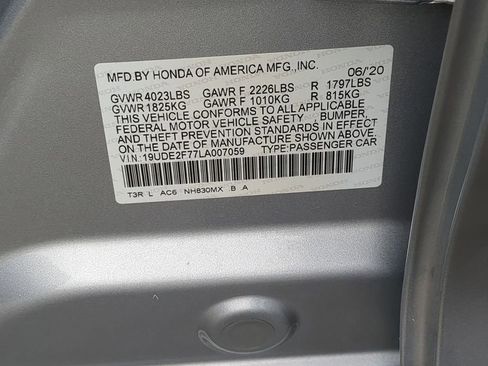 MFD.BY HONDA OF AMERICA MFG.,INC. 06/'20
GVWR 4023LBS GAWR F 2226LBS R 1797LBS
GVWR 1825KG GAWR F 1010KG R 815KG
THIS VEHICLE CONFORMS TO ALL APPLICABLE
FEDERAL MOTOR VEHICLE SAFETY, BUMPER,
AND THEFT PREVENTION STANDARDS IN EFFECT
ON THE DATE OF MANUFACTURE SHOWN ABOVE.
VIN:19UDE2F77LA007059 TYPE:PASSENGER CAR
T3R L AC6 NH830MX B A